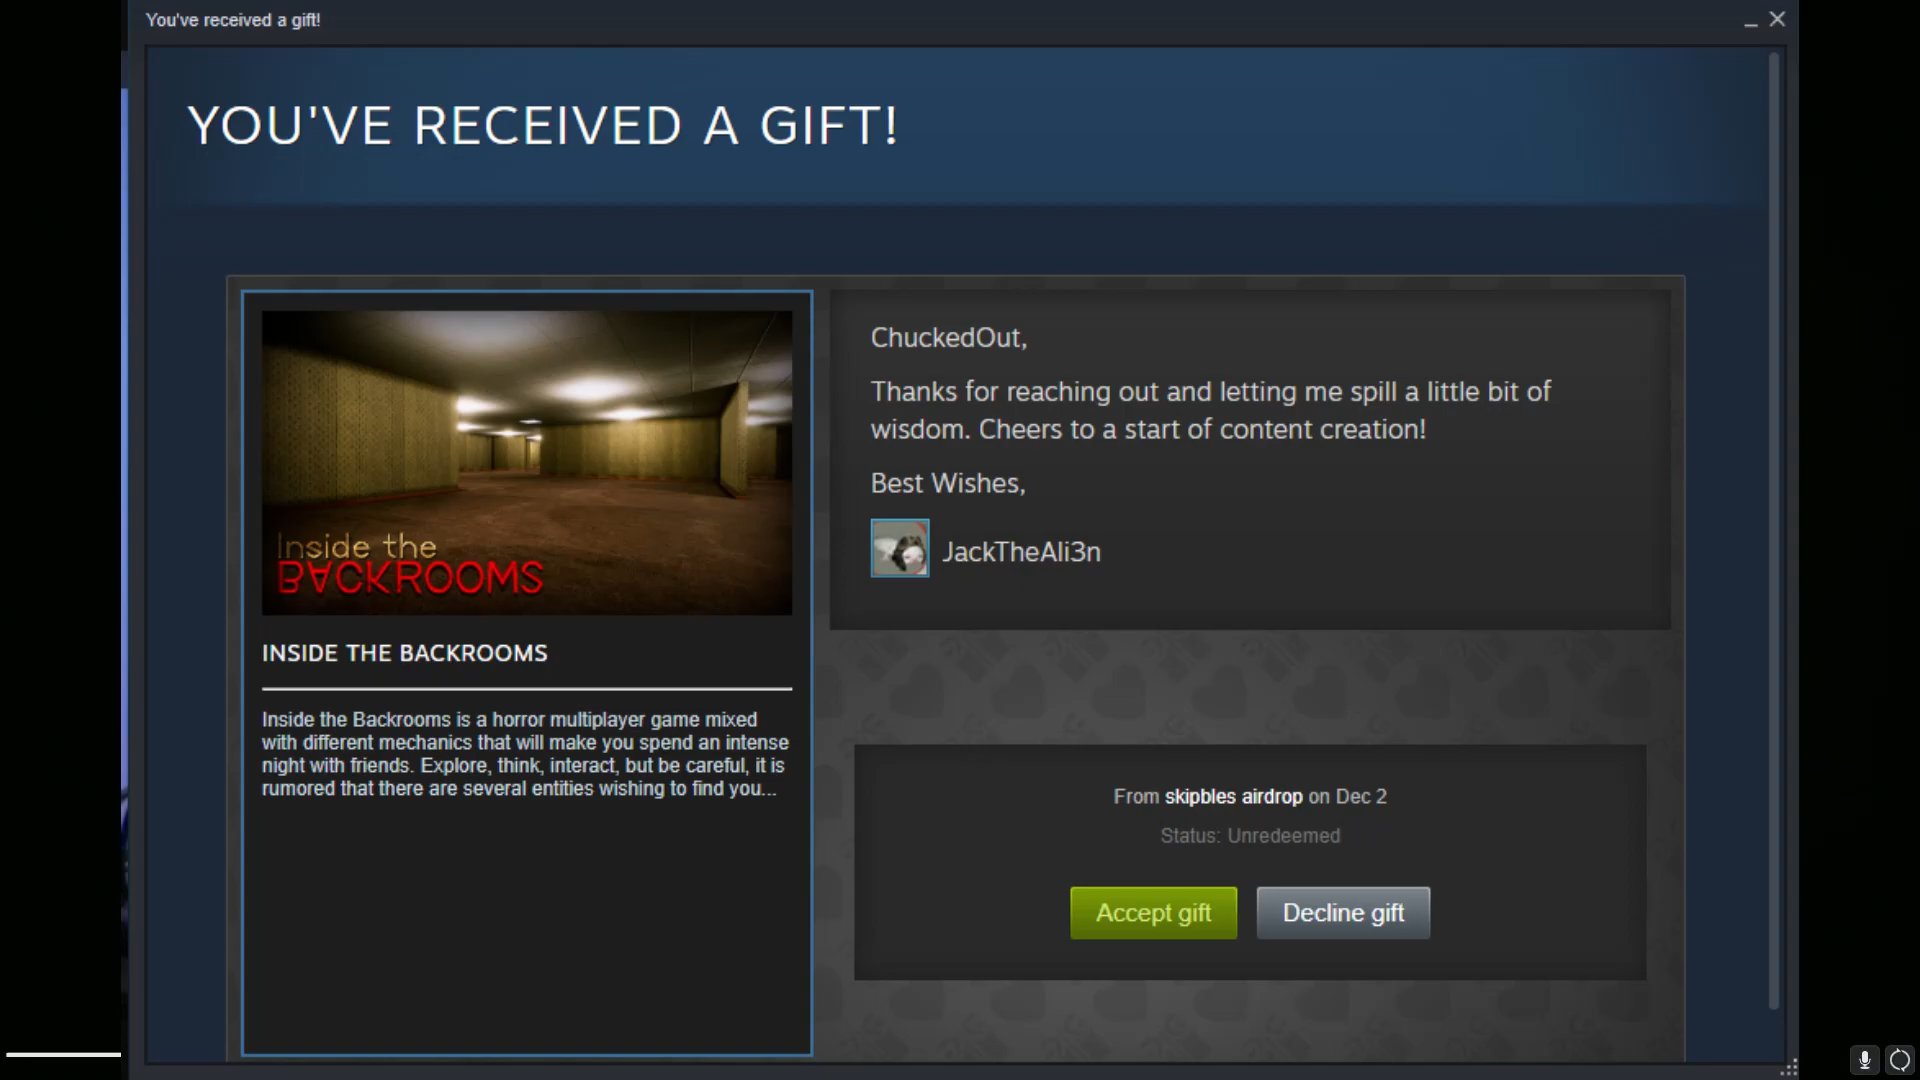 You've received a gift!
YOU'VE RECEIVED A GIFT!
Inside the
BACKROOMS
INSIDE THE BACKROOMS
Inside the Backrooms is a horror multiplayer game mixed
with different mechanics that will make you spend an intense
night with friends. Explore, think, interact, but be careful, it is
rumored that there are several entities wishing to find you...
ChuckedOut,
Thanks for reaching out and letting me spill a little bit of
wisdom. Cheers to a start of content creation!
Best Wishes,
JackTheAli3n
From skipbles airdrop on Dec 2
Status: Unredeemed
Accept gift
Decline gift